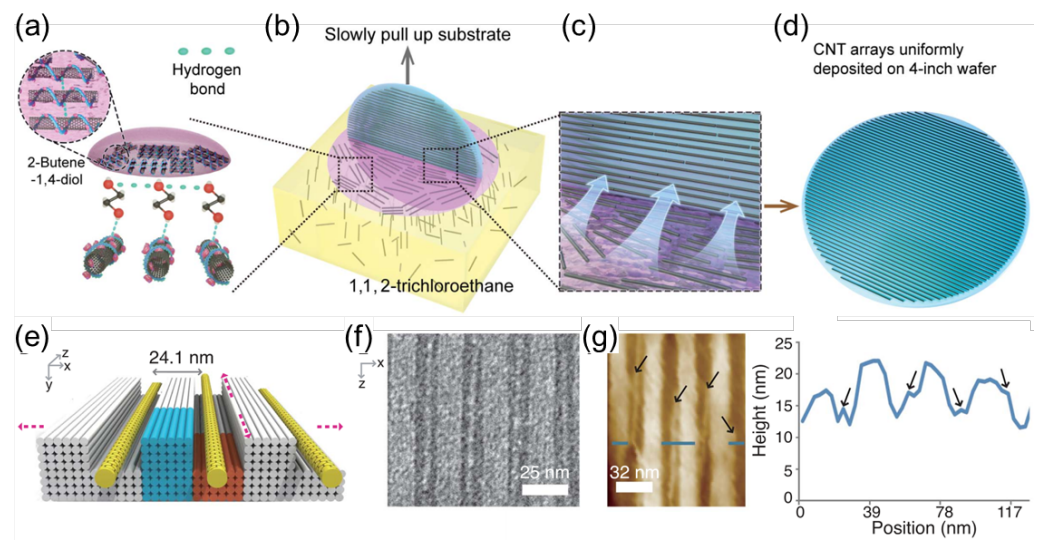 (a)
Hydrogen
bond
2-Butene
-1,4-diol
(b)
Slowly pull up substrate
1,1, 2-trichloroethane
(c)
(d)
CNT arrays uniformly
deposited on 4-inch wafer
(e)
z
x
y
24.1 nm
(f)
x
z
25 nm
(g)
32 nm
Height (nm)
25
20
15
10
5
0
0 39 78 117
Position (nm)